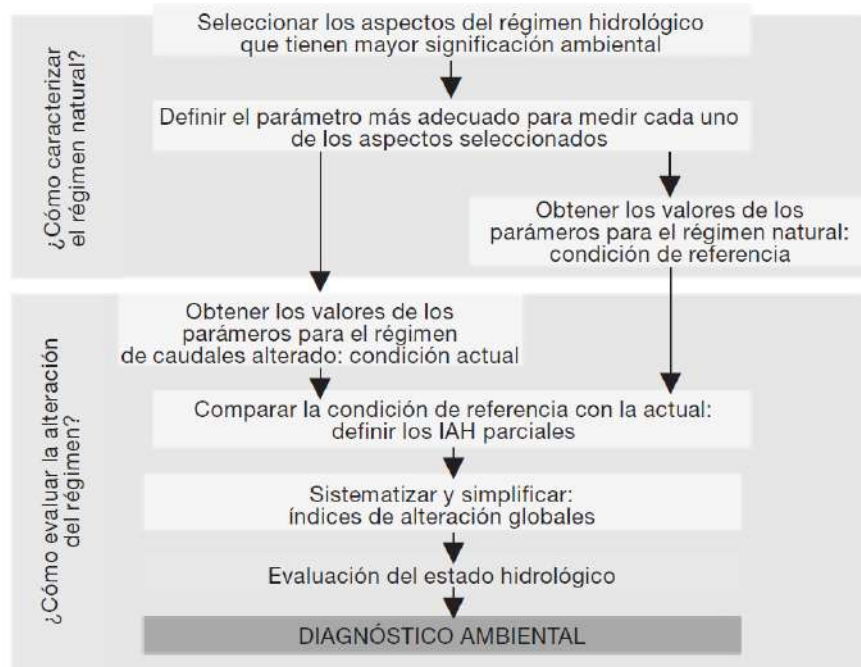 ¿Cómo caracterizar
el régimen natural?
Seleccionar los aspectos del régimen hidrológico
que tienen mayor significación ambiental
Definir el parámetro más adecuado para medir cada uno
de los aspectos seleccionados
Obtener los valores de los
parámeros para el régimen natural:
condición de referencia
¿Cómo evaluar la alteración
del régimen?
Obtener los valores de los
parámeros para el régimen
de caudales alterado: condición actual
Comparar la condición de referencia con la actual:
definir los IAH parciales
Sistematizar y simplificar:
índices de alteración globales
Evaluación del estado hidrológico
DIAGNÓSTICO AMBIENTAL